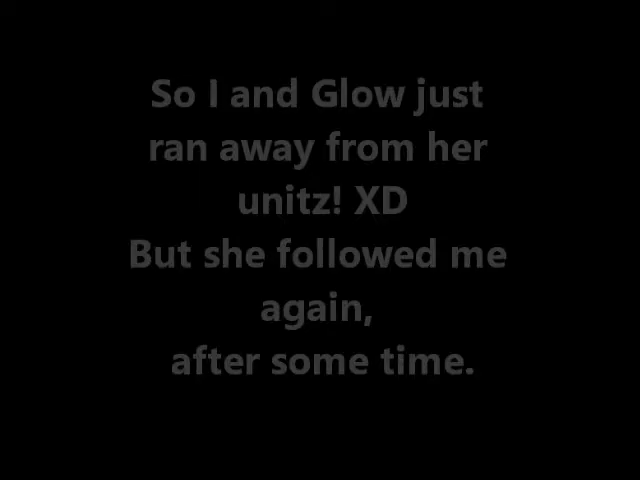 So I and Glow just
ran away from her
unitz! XD
But she followed me
again,
after some time.